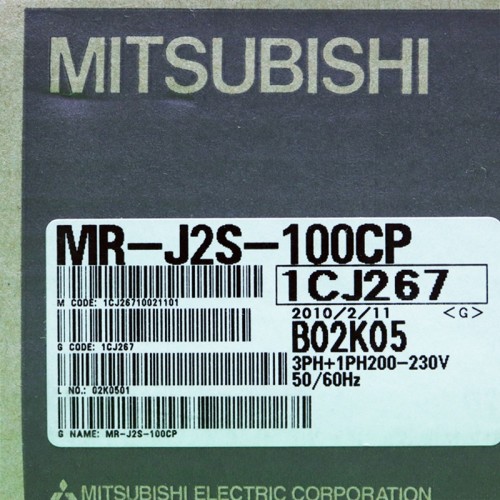 MITSUBISHI
MR-J2S-100CP
1CJ267
M CODE: 1CJ26710021101
2010/2/11 <G>
B02K05
G CODE: 1CJ267
3PH+1PH200-230V
50/60Hz
L NO.: 02K0501
G NAME: MR-J2S-100CP
MITSUBISHI ELECTRIC CORPORATION